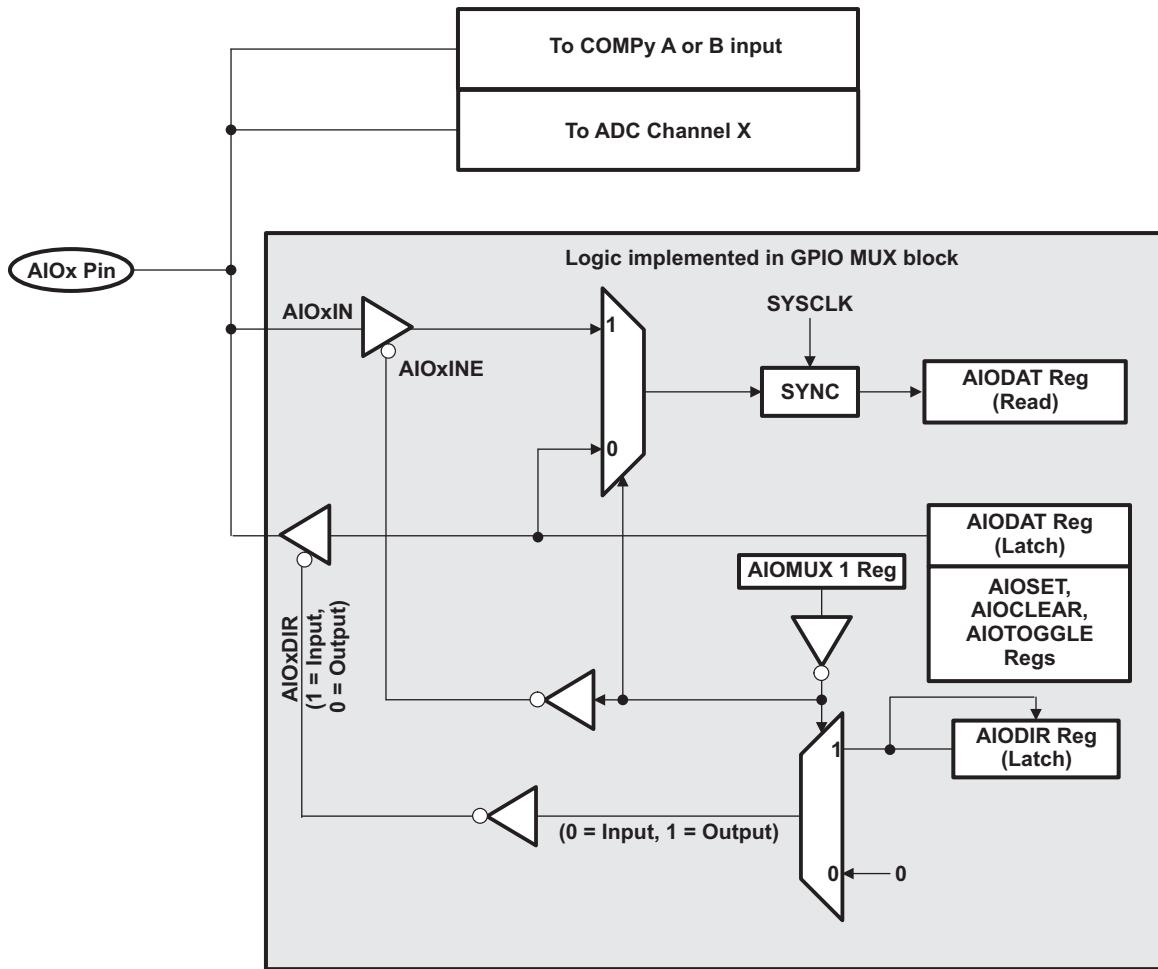 To COMPy A or B input
To ADC Channel X
AIOx Pin
Logic implemented in GPIO MUX block
AIOxIN
AIOxINE
1
0
SYSCLK
SYNC
AIODAT Reg
(Read)
AIODAT Reg
(Latch)
AIOSET,
AIOCLEAR,
AIOTOGGLE
Regs
AIOMUX 1 Reg
AIOxDIR
(1 = Input,
0 = Output)
1
AIODIR Reg
(Latch)
(0 = Input, 1 = Output)
0
0